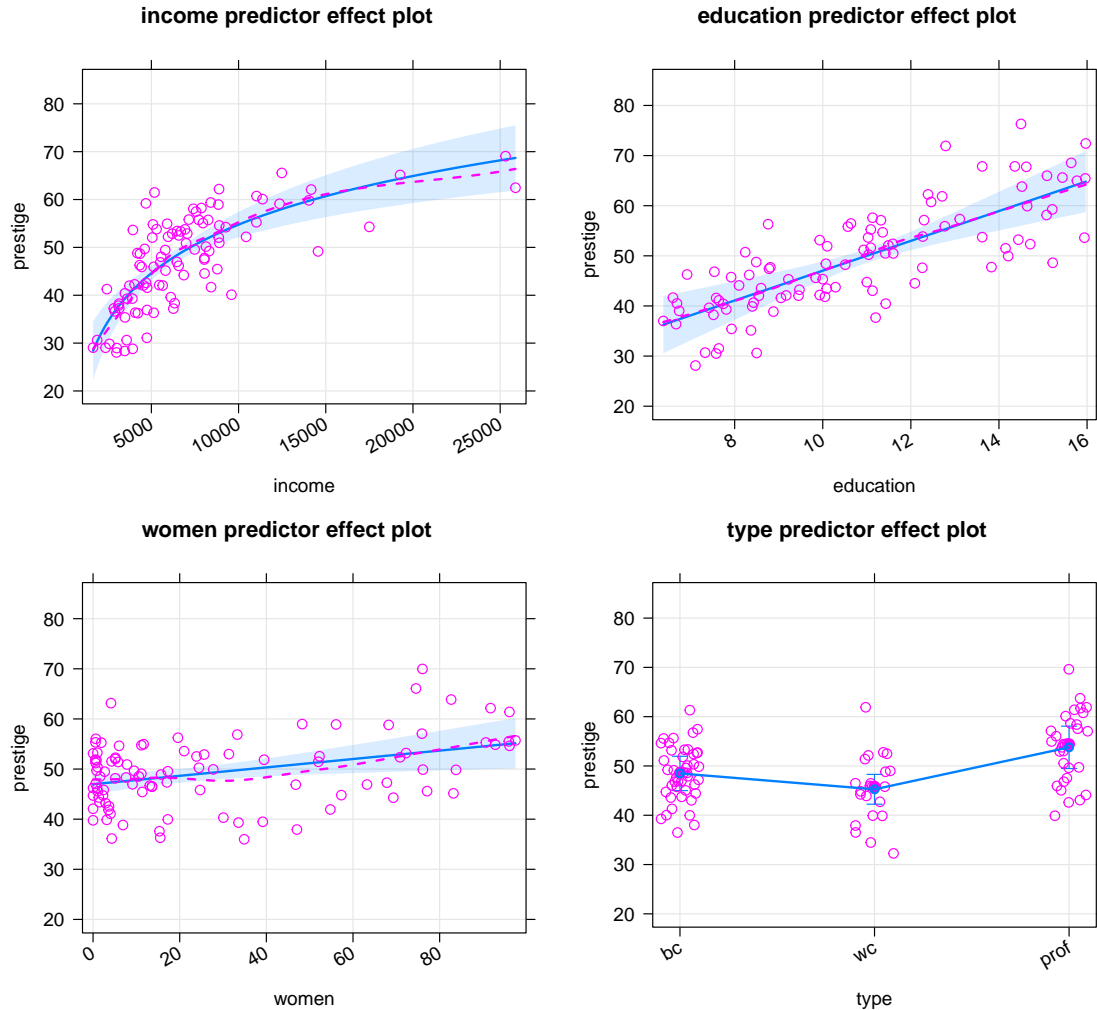 income predictor effect plot
prestige
80
70
60
50
40
30
20
5000
10000
15000
20000
25000
income
education predictor effect plot
prestige
80
70
60
50
40
30
20
8
10
12
14
16
education
women predictor effect plot
prestige
80
70
60
50
40
30
20
0
20
40
60
80
women
type predictor effect plot
prestige
80
70
60
50
40
30
20
bc
wc
prof
type